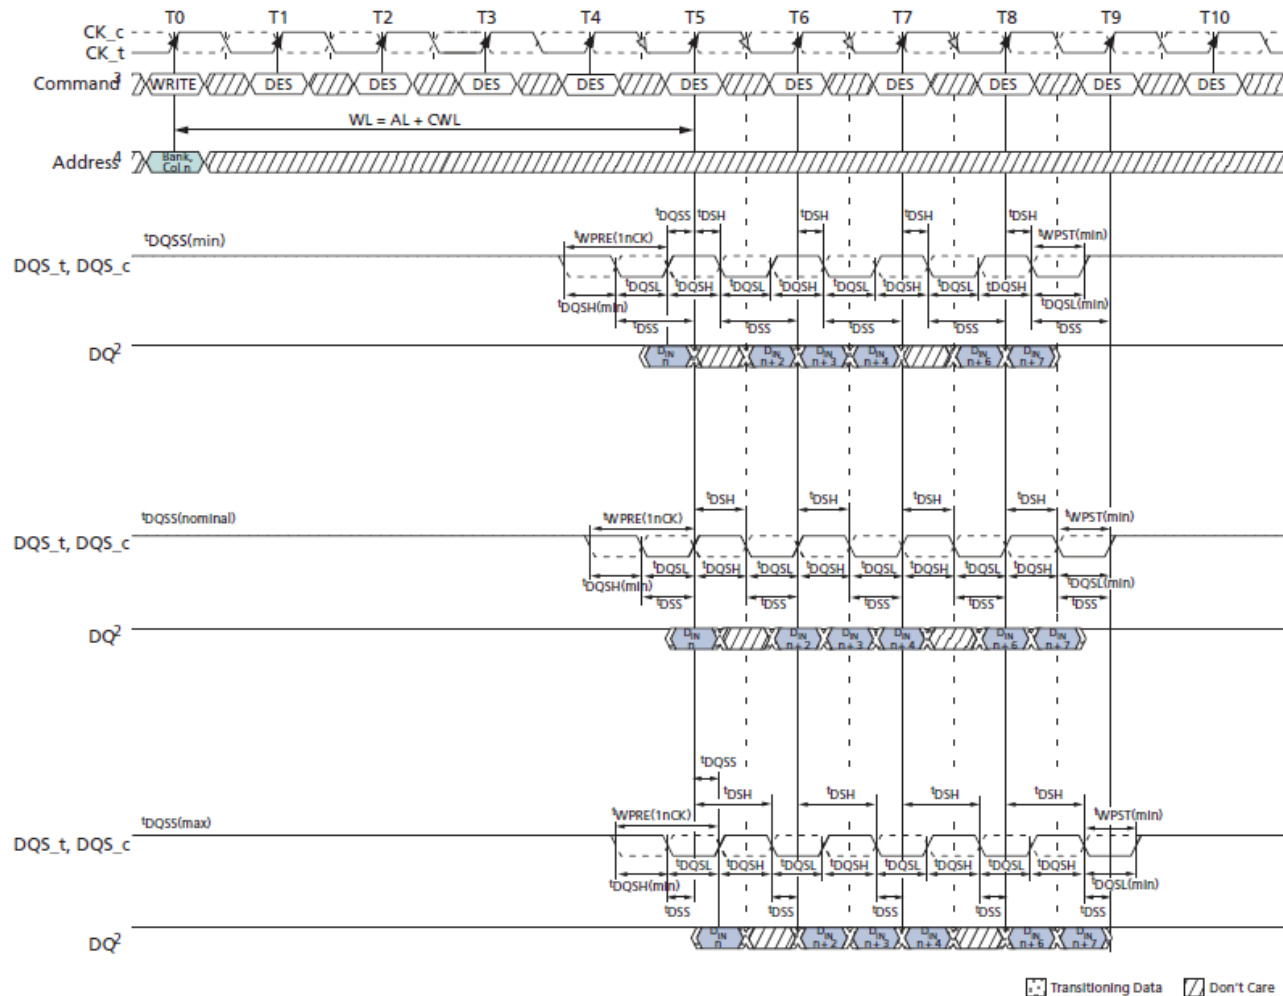 T0 T1 T2 T3 T4 T5 T6 T7 T8 T9 T10
CK_c
CK_t
Command3 WRITE DES DES DES DES DES DES DES DES DES DES
WL = AL + CWL
Address4 Bank, Col n
tDQSS tDSH tDSH tDSH tDSH
tDQSS(min) tWPRE(1nCK) tWPST(min)
DQS_t, DQS_c
tDQSL tDQSH tDQSL tDQSH tDQSL tDQSH tDQSL tDQSH
tDQSH(min) tDQSL(min)
tDSS tDSS tDSS tDSS tDSS
DQ2 DIN n DIN n + 2 DIN n + 3 DIN n + 4 DIN n + 6 DIN n + 7
tDSH tDSH tDSH tDSH
tDQSS(nominal) tWPRE(1nCK) tWPST(min)
DQS_t, DQS_c
tDQSL tDQSH tDQSL tDQSH tDQSL tDQSH tDQSL tDQSH
tDQSH(min) tDQSL(min)
tDSS tDSS tDSS tDSS tDSS
DQ2 DIN n DIN n + 2 DIN n + 3 DIN n + 4 DIN n + 6 DIN n + 7
tDQSS
tDSH tDSH tDSH tDSH
tDQSS(max) tWPRE(1nCK) tWPST(min)
DQS_t, DQS_c
tDQSL tDQSH tDQSL tDQSH tDQSL tDQSH tDQSL tDQSH
tDQSH(min) tDQSL(min)
tDSS tDSS tDSS tDSS tDSS
DQ2 DIN n DIN n + 2 DIN n + 3 DIN n + 4 DIN n + 6 DIN n + 7
Transitioning Data Don't Care